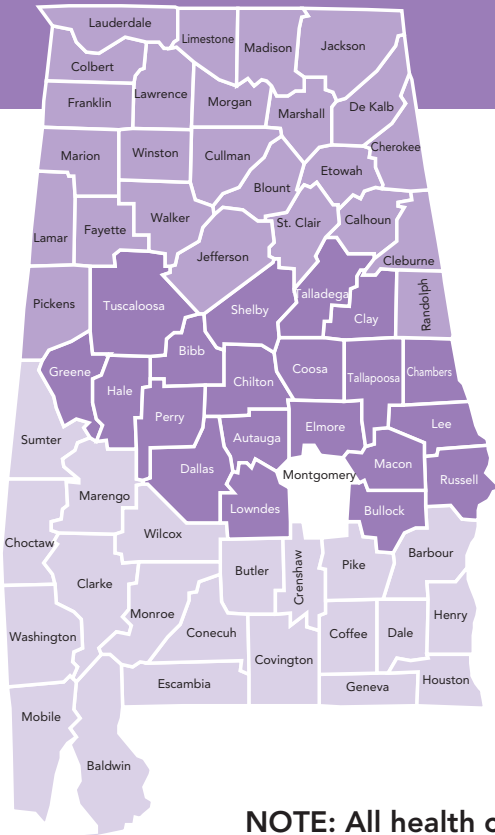 Lauderdale
Limestone
Madison
Jackson
Colbert
Lawrence
Franklin
Morgan
Marshall
De Kalb
Cherokee
Marion
Winston
Cullman
Etowah
Blount
Lamar
Fayette
Walker
St. Clair
Calhoun
Jefferson
Cleburne
Pickens
Tuscaloosa
Shelby
Talladega
Clay
Randolph
Bibb
Greene
Hale
Chilton
Coosa
Tallapoosa
Chambers
Perry
Autauga
Elmore
Lee
Sumter
Dallas
Montgomery
Macon
Russell
Marengo
Lowndes
Bullock
Choctaw
Wilcox
Butler
Crenshaw
Pike
Barbour
Clarke
Monroe
Conecuh
Coffee
Dale
Henry
Washington
Covington
Escambia
Geneva
Houston
Mobile
Baldwin
NOTE: All health